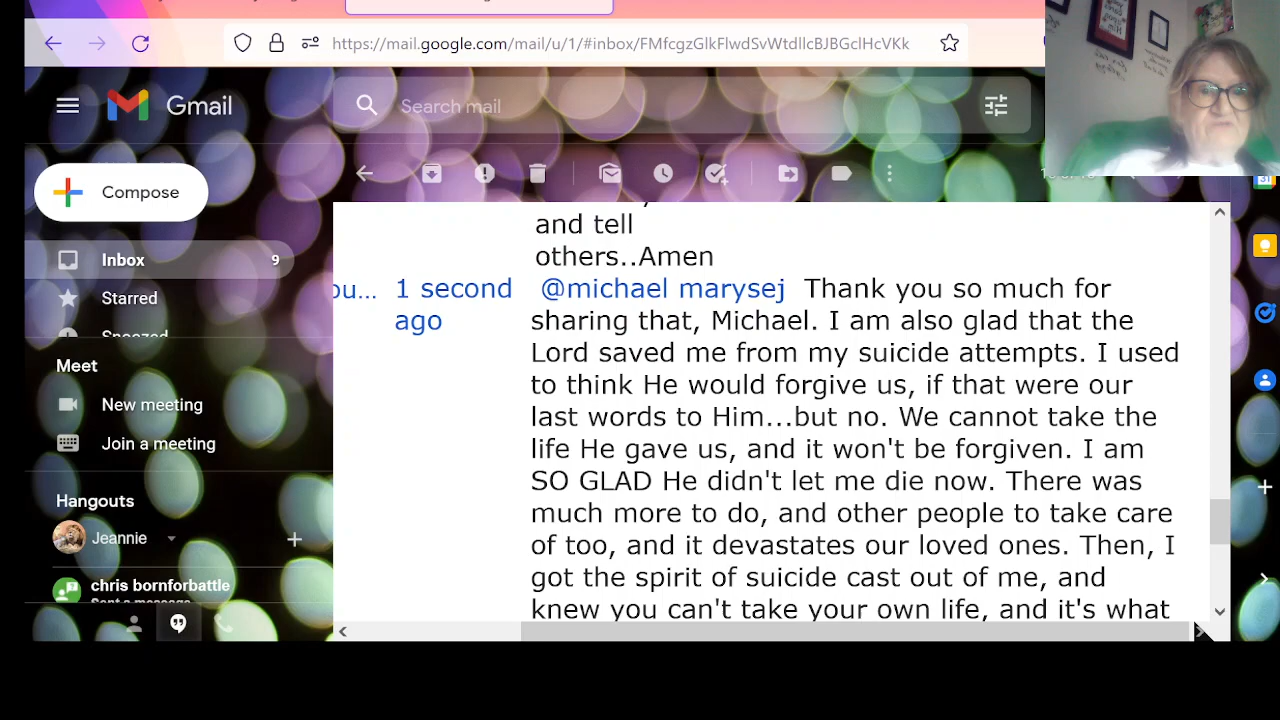 https://mail.google.com/mail/u/1/#inbox/FMfcgzGlkFlwdSvWtdllcBJBGclHcVKk
Gmail
Search mail
Compose
Inbox 9
Starred
Snoozed
Meet
New meeting
Join a meeting
Hangouts
Jeannie
chris bornforbattle
Sent a message
and tell
others..Amen
ou... 1 second ago
@michael marysej Thank you so much for
sharing that, Michael. I am also glad that the
Lord saved me from my suicide attempts. I used
to think He would forgive us, if that were our
last words to Him...but no. We cannot take the
life He gave us, and it won't be forgiven. I am
SO GLAD He didn't let me die now. There was
much more to do, and other people to take care
of too, and it devastates our loved ones. Then, I
got the spirit of suicide cast out of me, and
knew you can't take your own life, and it's what